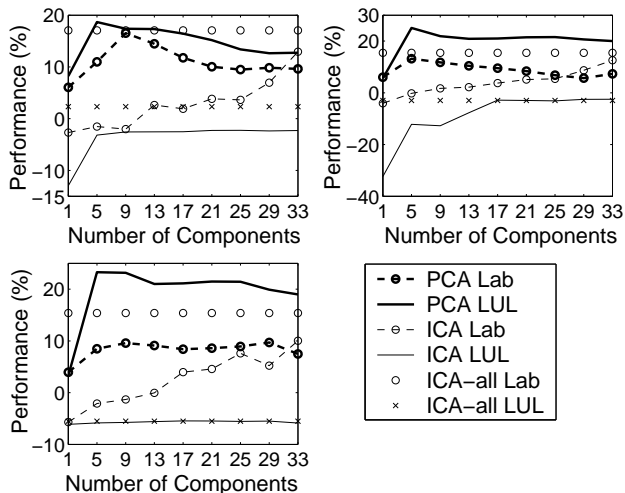 Performance (%)
20
10
0
−10
−15
1 5 9 13 17 21 25 29 33
Number of Components
Performance (%)
30
20
0
−20
−40
1 5 9 13 17 21 25 29 33
Number of Components
Performance (%)
20
10
0
−10
1 5 9 13 17 21 25 29 33
Number of Components
PCA Lab
PCA LUL
ICA Lab
ICA LUL
ICA−all Lab
ICA−all LUL